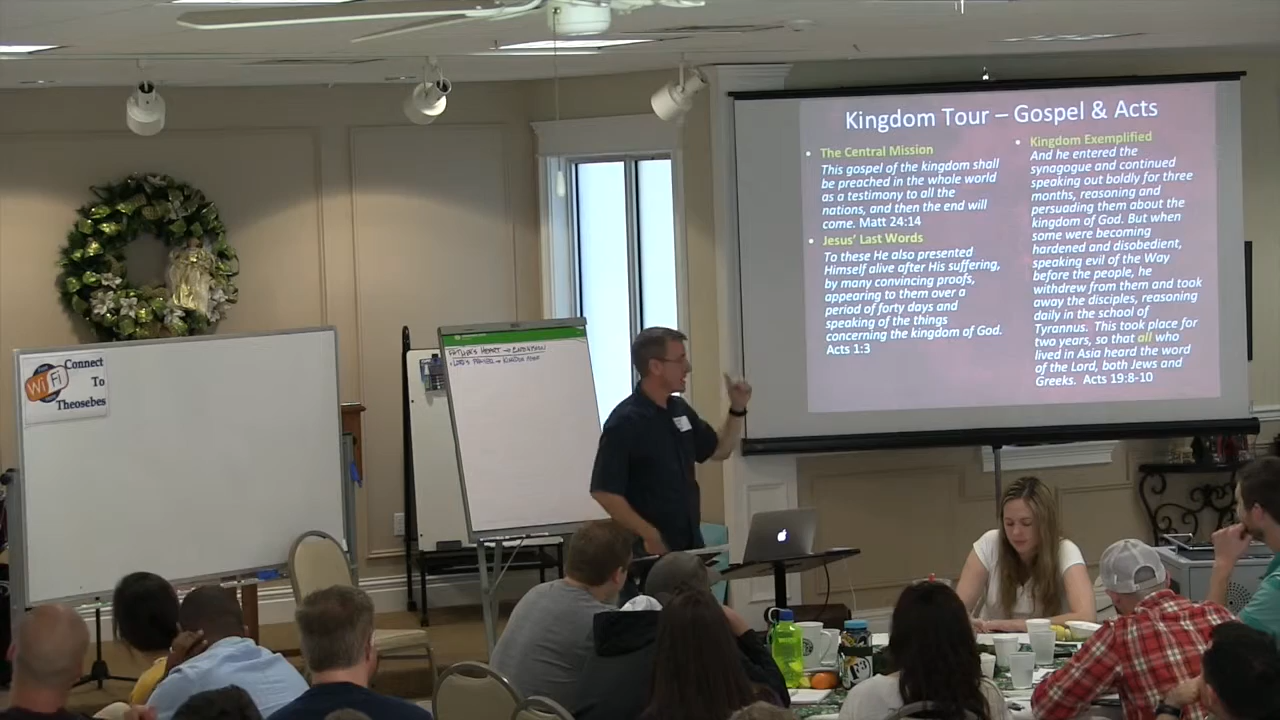 Kingdom Tour – Gospel & Acts
• The Central Mission
This gospel of the kingdom shall
be preached in the whole world
as a testimony to all the
nations, and then the end will
come. Matt 24:14
• Jesus' Last Words
To these He also presented
Himself alive after His suffering,
by many convincing proofs,
appearing to them over a
period of forty days and
speaking of the things
concerning the kingdom of God.
Acts 1:3
• Kingdom Exemplified
And he entered the
synagogue and continued
speaking out boldly for three
months, reasoning and
persuading them about the
kingdom of God. But when
some were becoming
hardened and disobedient,
speaking evil of the Way
before the people, he
withdrew from them and took
away the disciples, reasoning
daily in the school of
Tyrannus. This took place for
two years, so that all who
lived in Asia heard the word
of the Lord, both Jews and
Greeks. Acts 19:8-10
FATHER'S HEART →
• LORD'S PRAYER → KINGDOM
WiFi
Connect
To
Theosebes